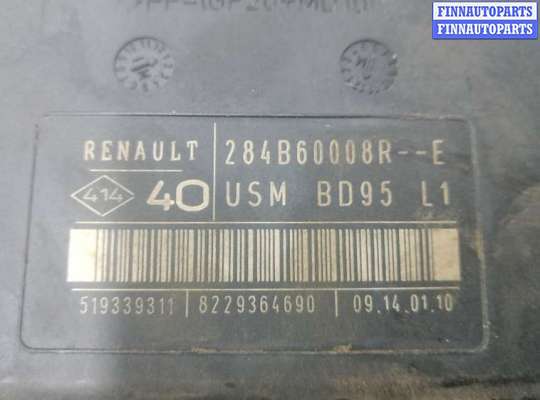 FINNAUTOPARTS
FINNAUTOPARTS
RENAULT 284B60008R--E
414 40 USM BD95 L1
519339311 8229364690 09.14.01.10